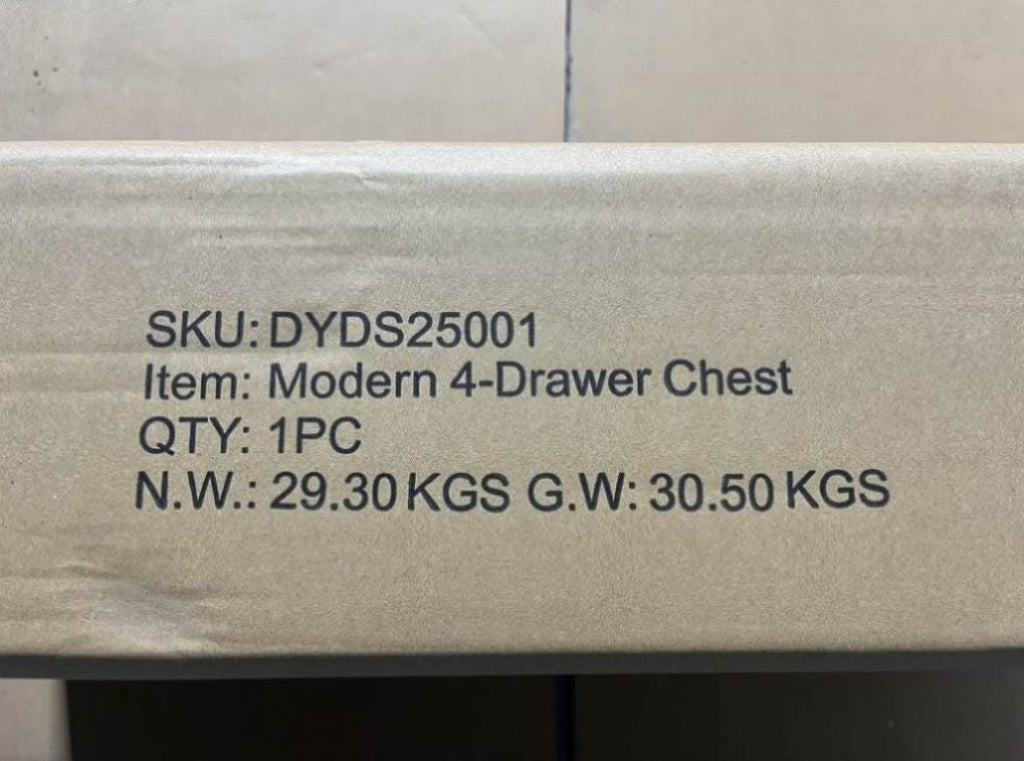 SKU: DYDS25001
Item: Modern 4-Drawer Chest
QTY: 1PC
N.W.: 29.30 KGS G.W: 30.50 KGS